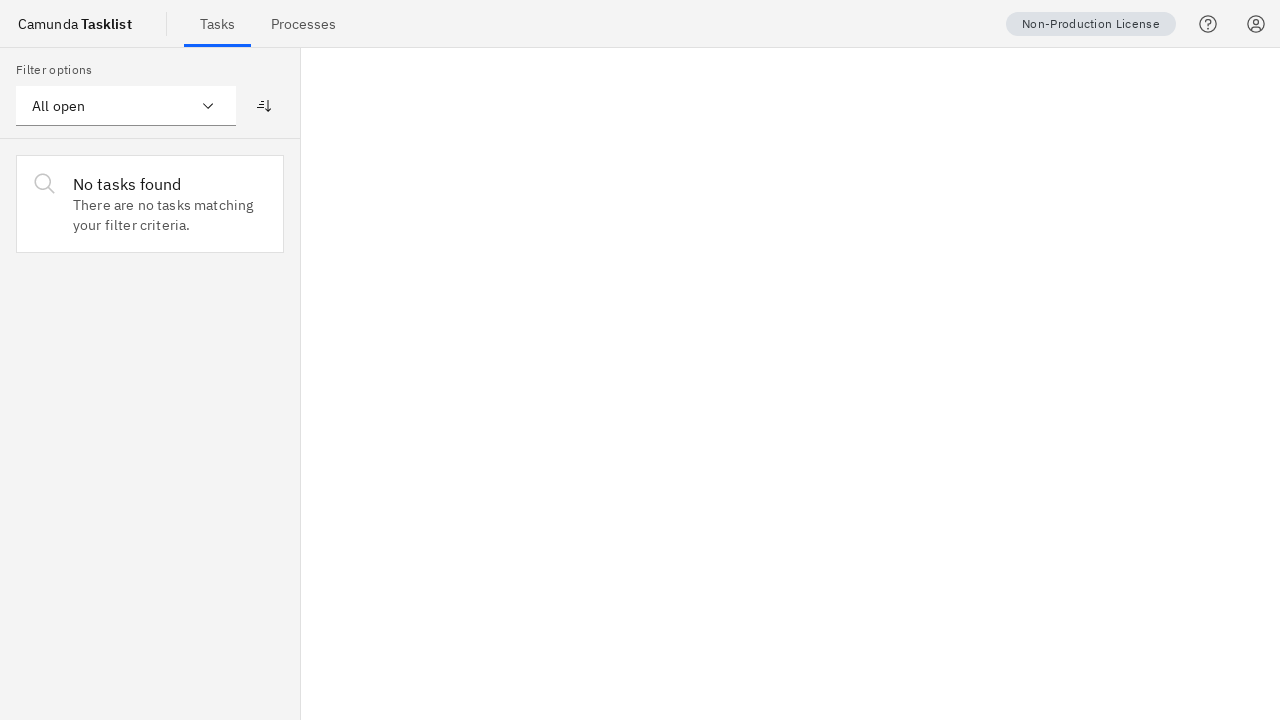 Camunda Tasklist
Tasks
Processes
Non-Production License
Filter options
All open
No tasks found
There are no tasks matching
your filter criteria.